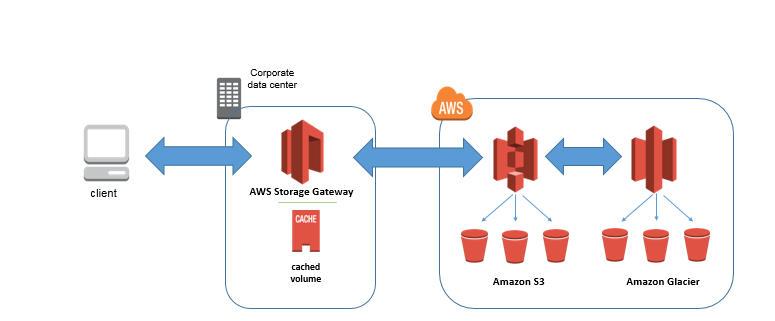 Corporate
data center
AWS
client
AWS Storage Gateway
CACHE
cached
volume
Amazon S3
Amazon Glacier